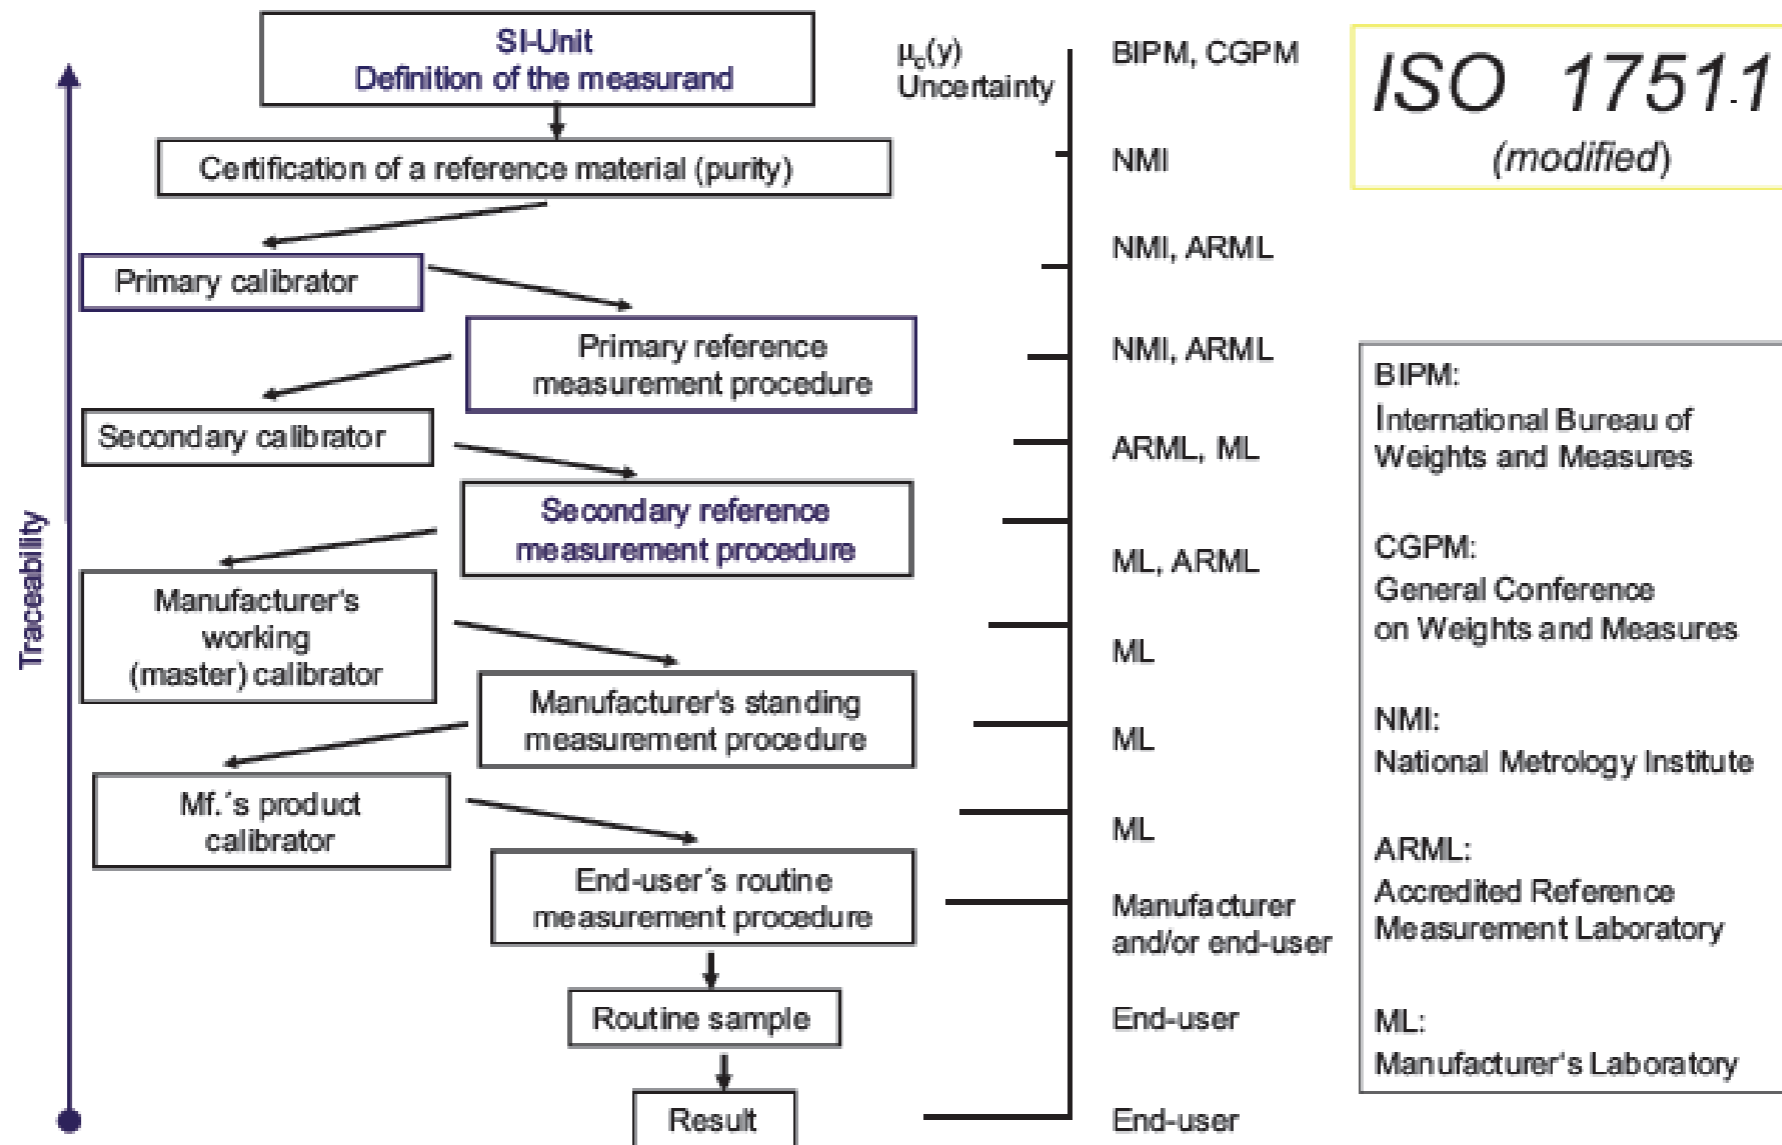 SI-Unit
Definition of the measurand
Certification of a reference material (purity)
Primary calibrator
Primary reference
measurement procedure
Secondary calibrator
Secondary reference
measurement procedure
Manufacturer's
working
(master) calibrator
Manufacturer's standing
measurement procedure
Mf.´s product
calibrator
End-user´s routine
measurement procedure
Routine sample
Result
Traceability
µc(y)
Uncertainty
BIPM, CGPM
NMI
NMI, ARML
NMI, ARML
ARML, ML
ML, ARML
ML
ML
ML
Manufacturer
and/or end-user
End-user
End-user
ISO 17511
(modified)
BIPM:
International Bureau of
Weights and Measures
CGPM:
General Conference
on Weights and Measures
NMI:
National Metrology Institute
ARML:
Accredited Reference
Measurement Laboratory
ML:
Manufacturer's Laboratory